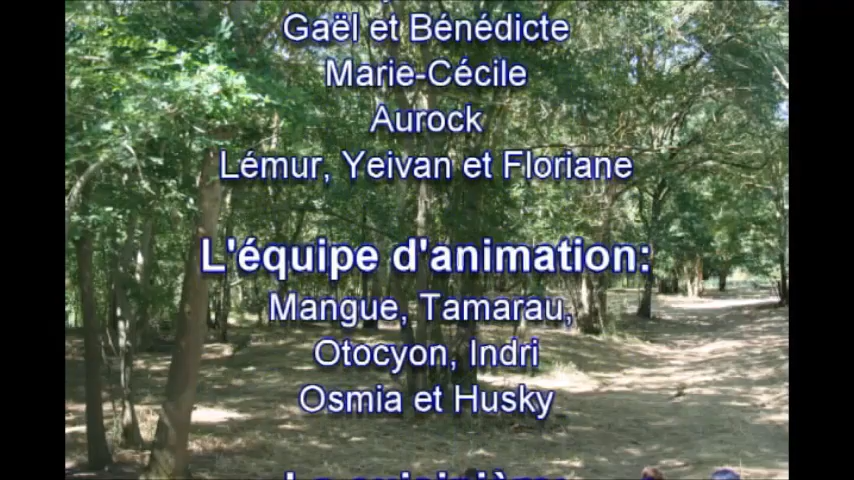 Gaël et Bénédicte
Marie-Cécile
Aurock
Lémur, Yeivan et Floriane
L'équipe d'animation:
Mangue, Tamarau,
Otocyon, Indri
Osmia et Husky